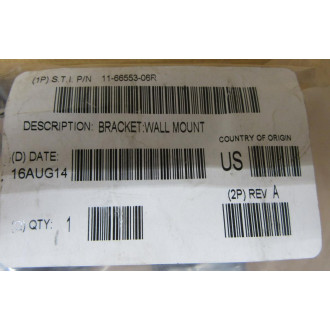 (1P) S.T.I. P/N 11-66553-06R
DESCRIPTION: BRACKET:WALL MOUNT
COUNTRY OF ORIGIN
(D) DATE:
16AUG14
US
(2P) REV A
QTY: 1